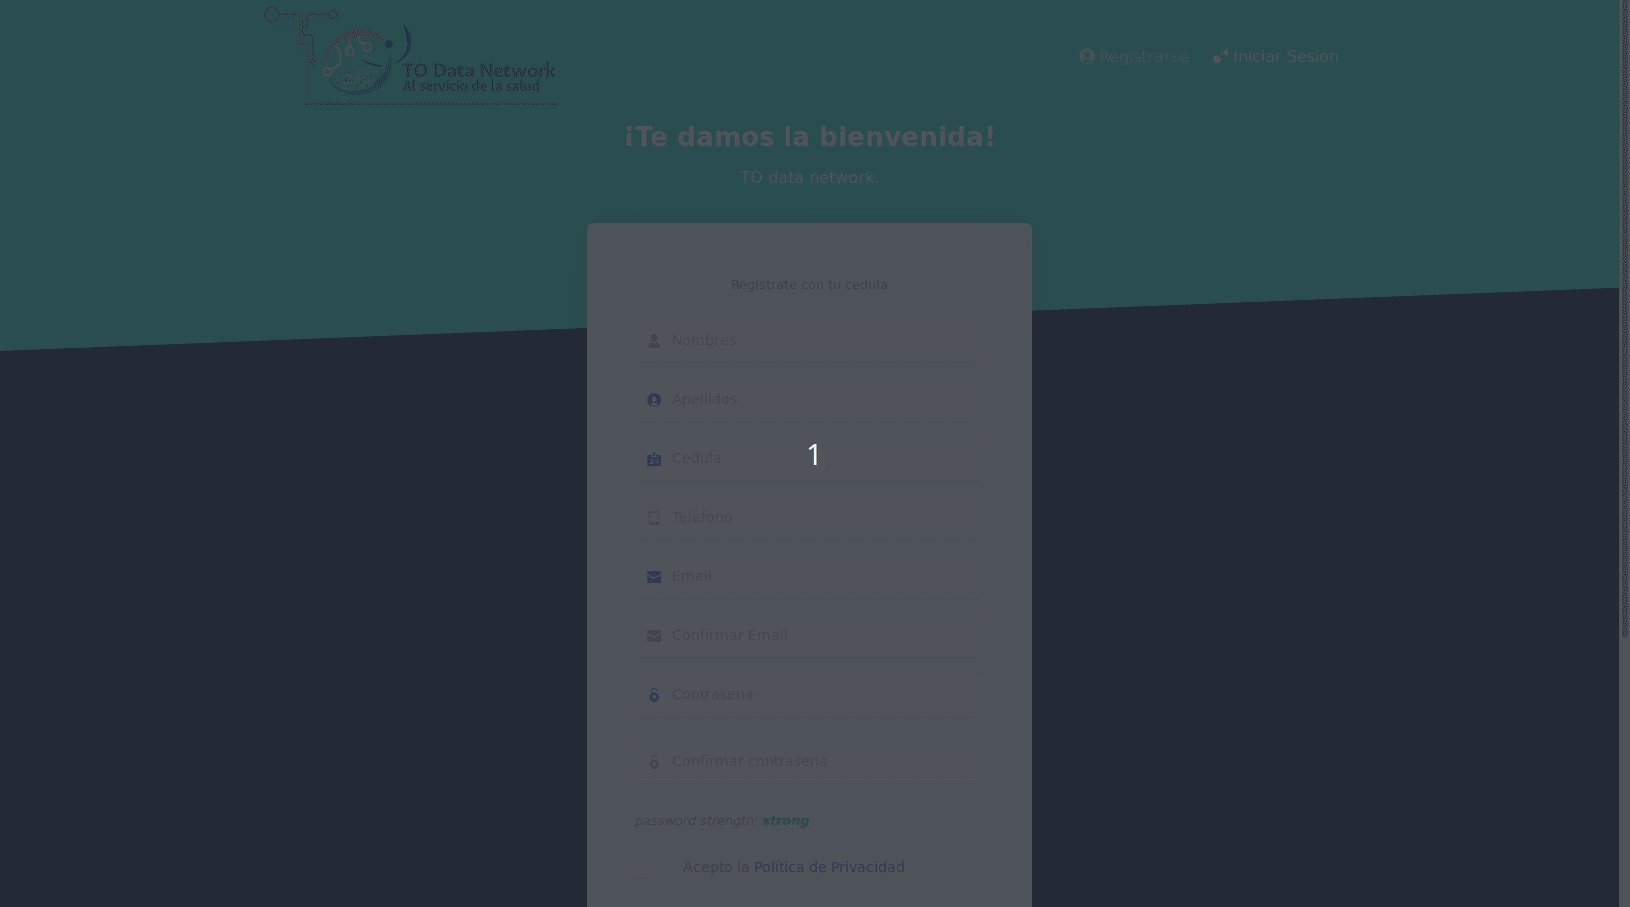 TO Data Network
Al servicio de la salud
Registrarse
Iniciar Sesión
¡Te damos la bienvenida!
TO data network.
Registrate con tu cedula
Nombres
Apellidos
Cedula
1
Telefono
Email
Confirmar Email
Contrasena
Confirmar contrasena
password strength: strong
Acepto la Política de Privacidad